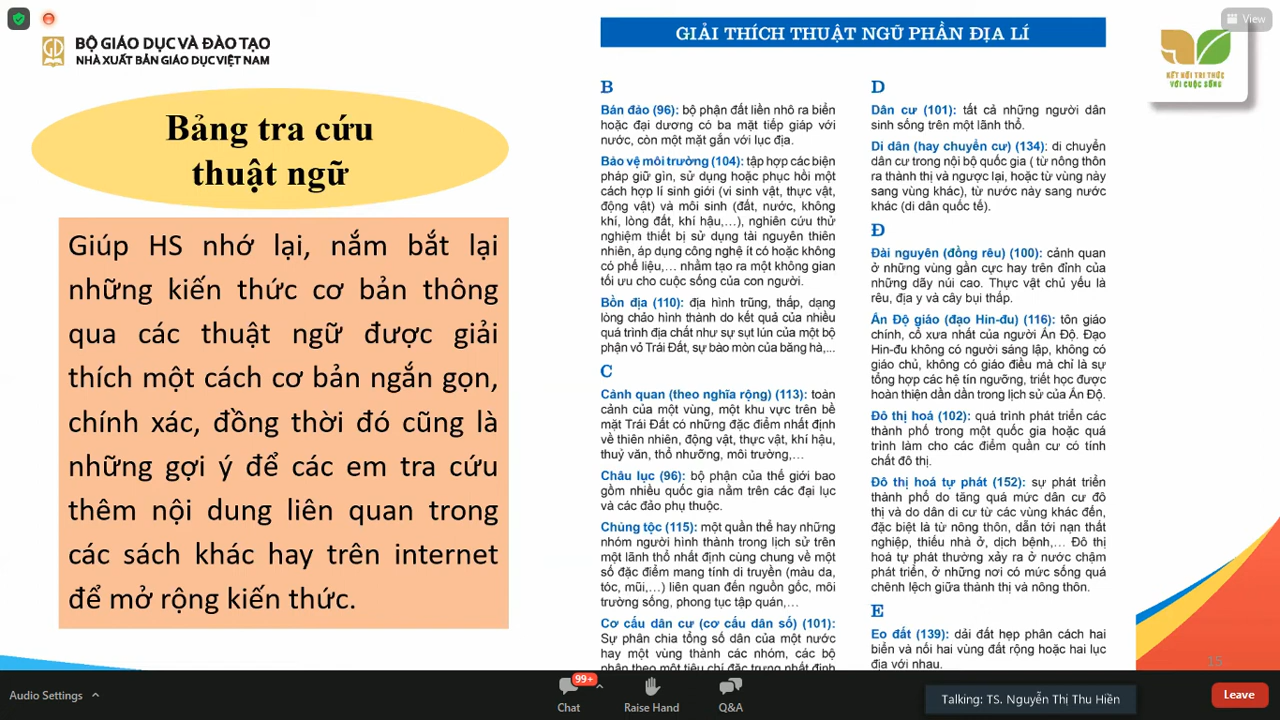 View
BỘ GIÁO DỤC VÀ ĐÀO TẠO
NHÀ XUẤT BẢN GIÁO DỤC VIỆT NAM
Bảng tra cứu
thuật ngữ
Giúp HS nhớ lại, nắm bắt lại
những kiến thức cơ bản thông
qua các thuật ngữ được giải
thích một cách cơ bản ngắn gọn,
chính xác, đồng thời đó cũng là
những gợi ý để các em tra cứu
thêm nội dung liên quan trong
các sách khác hay trên internet
để mở rộng kiến thức.
GIẢI THÍCH THUẬT NGỮ PHẦN ĐỊA LÍ
B
Bán đảo (96): bộ phận đất liền nhô ra biển
hoặc đại dương có ba mặt tiếp giáp với
nước, còn một mặt gắn với lục địa.
Bảo vệ môi trường (104): tập hợp các biện
pháp giữ gìn, sử dụng hoặc phục hồi một
cách hợp lí sinh giới (vi sinh vật, thực vật,
động vật) và môi sinh (đất, nước, không
khí, lòng đất, khí hậu,...), nghiên cứu thử
nghiệm thiết bị sử dụng tài nguyên thiên
nhiên, áp dụng công nghệ ít có hoặc không
có phế liệu,... nhằm tạo ra một không gian
tối ưu cho cuộc sống của con người.
Bồn địa (110): địa hình trũng, thấp, dạng
lòng chảo hình thành do kết quả của nhiều
quá trình địa chất như sự sụt lún của một bộ
phận vỏ Trái Đất, sự bào mòn của băng hà,...
C
Cảnh quan (theo nghĩa rộng) (113): toàn
cảnh của một vùng, một khu vực trên bề
mặt Trái Đất có những đặc điểm nhất định
về thiên nhiên, động vật, thực vật, khí hậu,
thuỷ văn, thổ nhưỡng, môi trường,...
Châu lục (96): bộ phận của thế giới bao
gồm nhiều quốc gia nằm trên các đại lục
và các đảo phụ thuộc.
Chủng tộc (115): một quần thể hay những
nhóm người hình thành trong lịch sử trên
một lãnh thổ nhất định cùng chung về một
số đặc điểm mang tính di truyền (màu da,
tóc, mũi,...) liên quan đến nguồn gốc, môi
trường sống, phong tục tập quán,...
Cơ cấu dân cư (cơ cấu dân số) (101):
Sự phân chia tổng số dân của một nước
hay một vùng thành các nhóm, các bộ
phận theo một tiêu chí đặc trưng nhất định
D
Dân cư (101): tất cả những người dân
sinh sống trên một lãnh thổ.
Di dân (hay chuyển cư) (134): di chuyển
dân cư trong nội bộ quốc gia ( từ nông thôn
ra thành thị và ngược lại, hoặc từ vùng này
sang vùng khác), từ nước này sang nước
khác (di dân quốc tế).
Đ
Đài nguyên (đồng rêu) (100): cảnh quan
ở những vùng gần cực hay trên đỉnh của
những dãy núi cao. Thực vật chủ yếu là
rêu, địa y và cây bụi thấp.
Ấn Độ giáo (đạo Hin-đu) (116): tôn giáo
chính, cổ xưa nhất của người Ấn Độ. Đạo
Hin-đu không có người sáng lập, không có
giáo chủ, không có giáo điều mà chỉ là sự
tổng hợp các hệ tín ngưỡng, triết học được
hoàn thiện dần dần trong lịch sử của Ấn Độ.
Đô thị hoá (102): quá trình phát triển các
thành phố trong một quốc gia hoặc quá
trình làm cho các điểm quần cư có tính
chất đô thị.
Đô thị hoá tự phát (152): sự phát triển
thành phố do tăng quá mức dân cư đô
thị và do dân di cư từ các vùng khác đến,
đặc biệt là từ nông thôn, dẫn tới nạn thất
nghiệp, thiếu nhà ở, dịch bệnh,... Đô thị
hoá tự phát thường xảy ra ở nước chậm
phát triển, ở những nơi có mức sống quá
chênh lệch giữa thành thị và nông thôn.
E
Eo đất (139): dải đất hẹp phân cách hai
biển và nối hai vùng đất rộng hoặc hai lục
địa với nhau.
KẾT NỐI TRI THỨC
VỚI CUỘC SỐNG
15
Audio Settings
99+
Chat
Raise Hand
Q&A
Talking: TS. Nguyễn Thị Thu Hiền
Leave